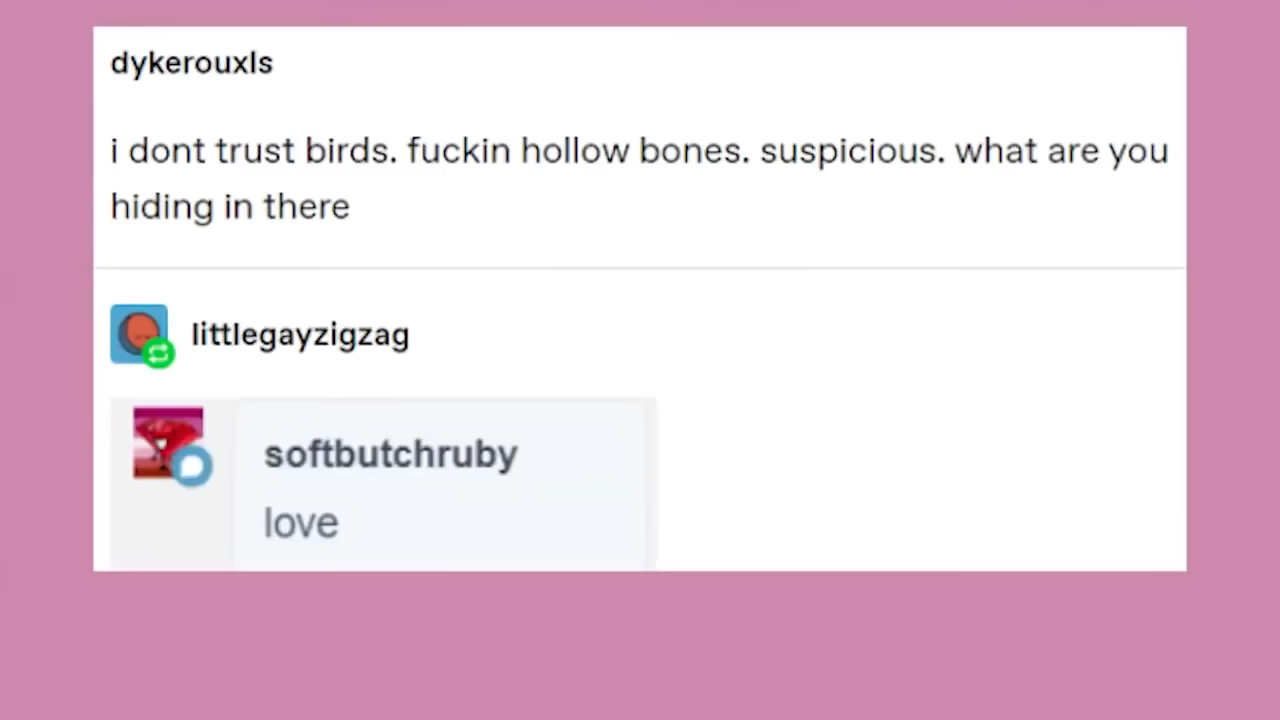 dykerouxls
i dont trust birds. fuckin hollow bones. suspicious. what are you
hiding in there
littlegayzigzag
softbutchruby
love